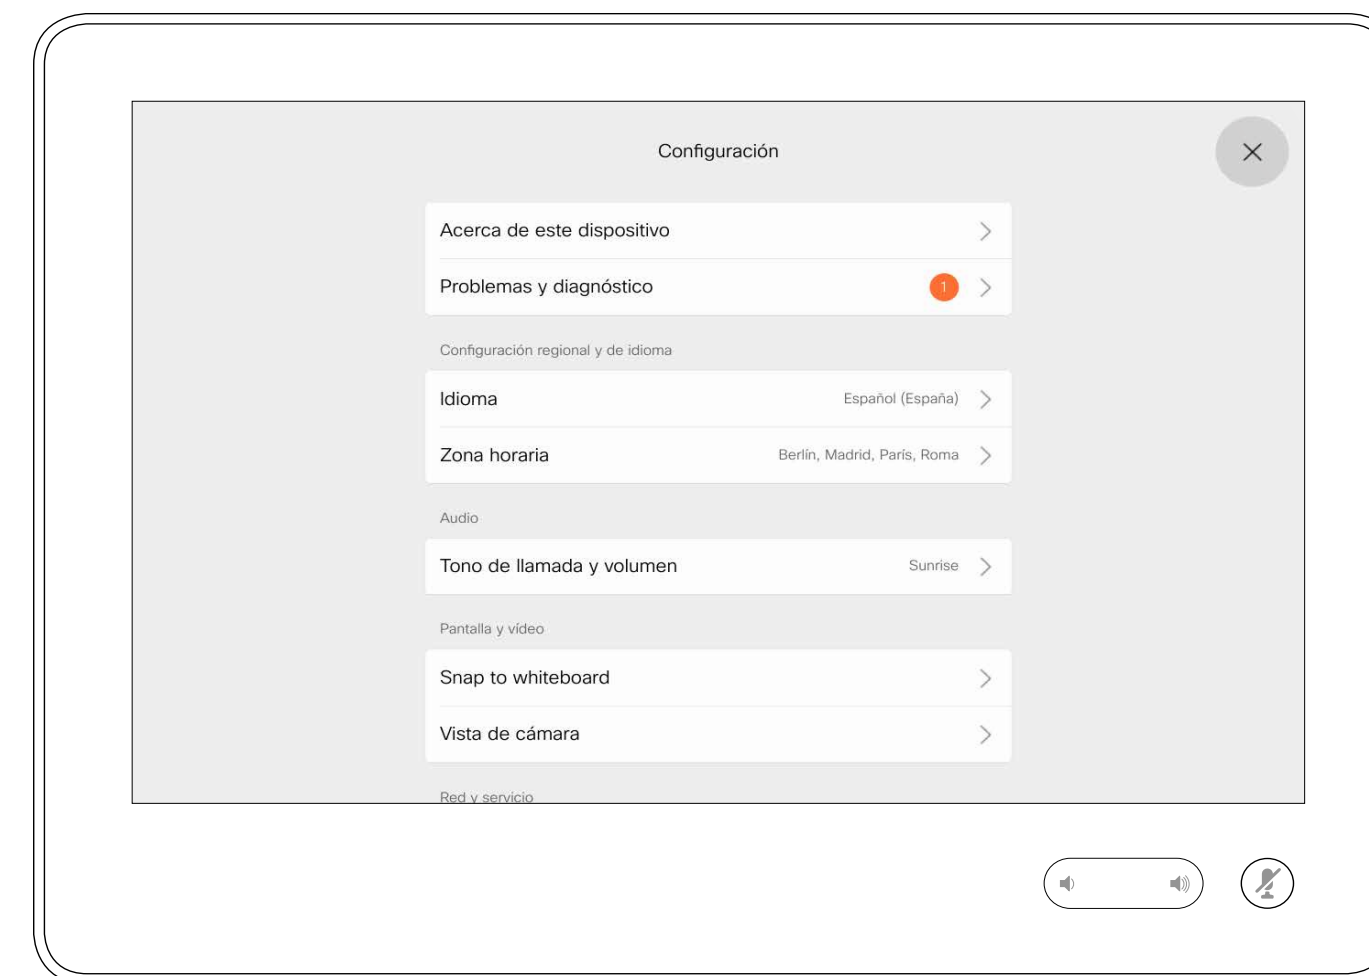 Configuración
Acerca de este dispositivo
Problemas y diagnóstico 1
Configuración regional y de idioma
Idioma Español (España)
Zona horaria Berlín, Madrid, París, Roma
Audio
Tono de llamada y volumen Sunrise
Pantalla y vídeo
Snap to whiteboard
Vista de cámara
Red y servicio